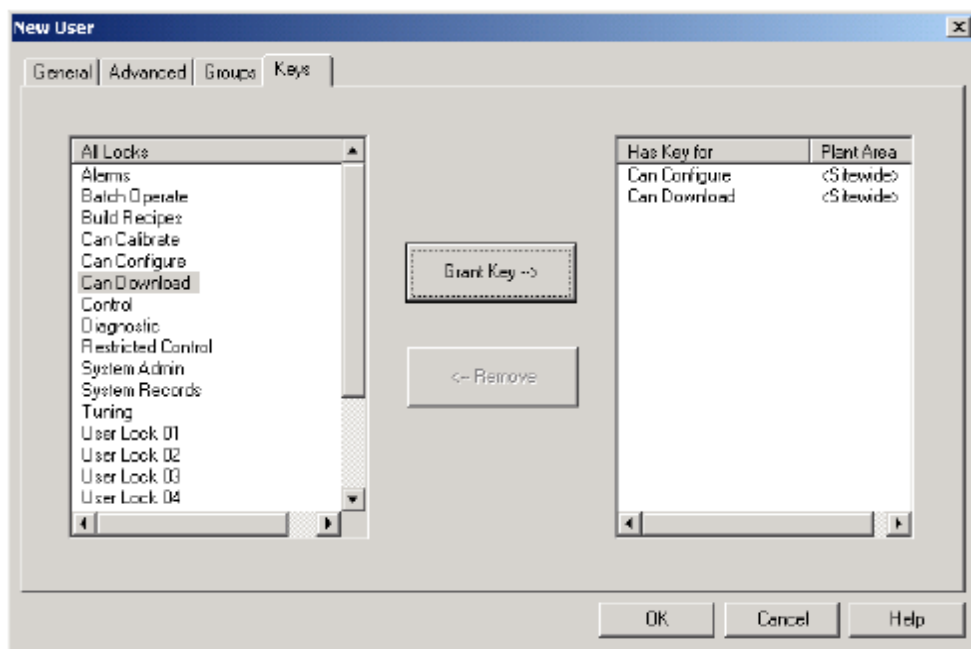 New User
General Advanced Groups Keys
All Locks
Alarms
Batch Operate
Build Recipes
Can Calibrate
Can Configure
Can Download
Control
Diagnostic
Restricted Control
System Admin
System Records
Tuning
User Lock 01
User Lock 02
User Lock 03
User Lock 04
Grant Key -->
<-- Remove
Has Key for Plant Area
Can Configure <Sitewide>
Can Download <Sitewide>
OK Cancel Help